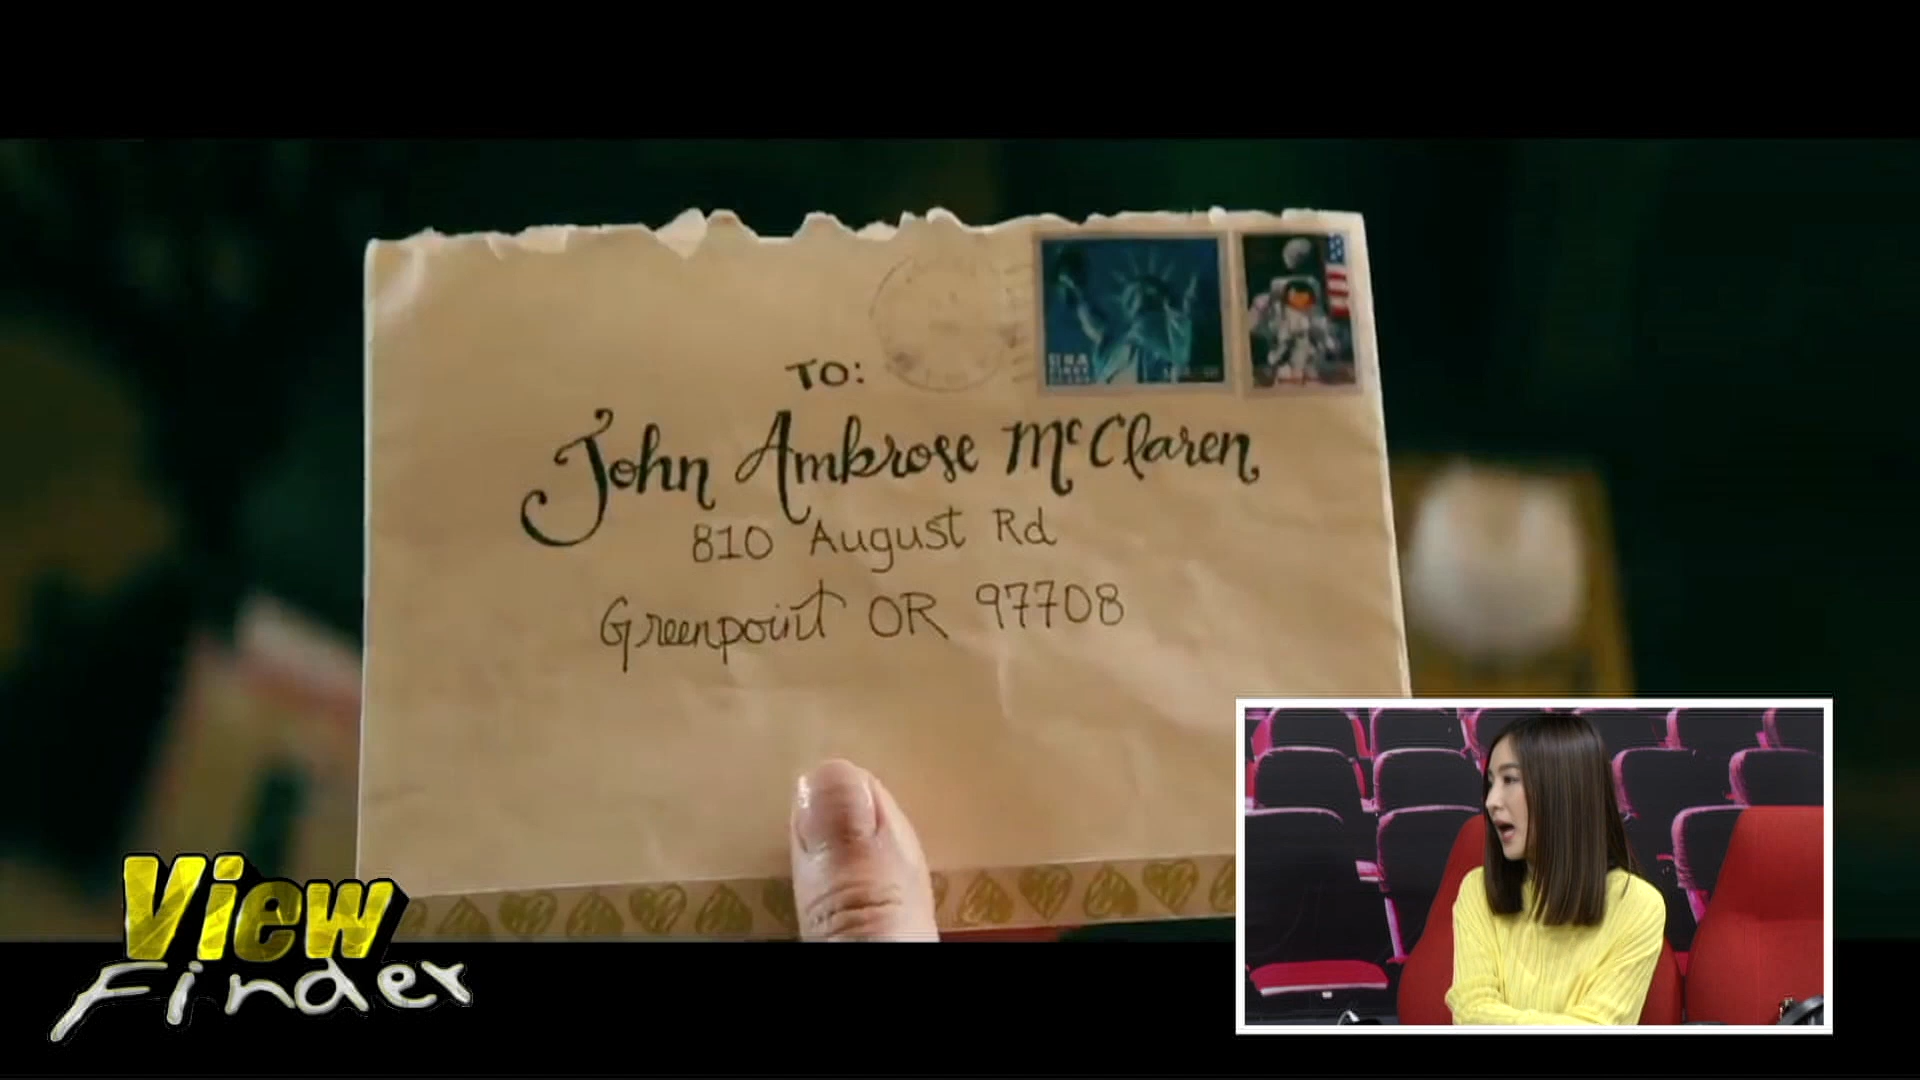 TO:
John Ambrose McClaren
810 August Rd
Greenpoint OR 97708
View
Finder